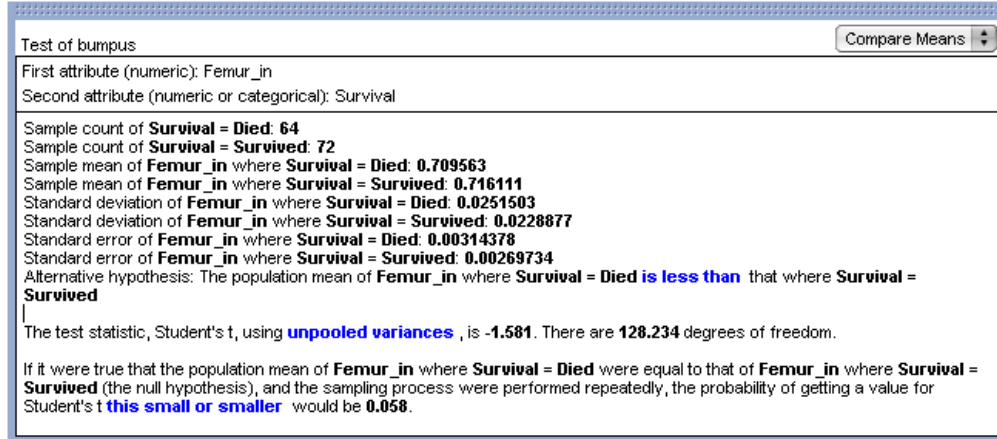 Test of bumpus
Compare Means
First attribute (numeric): Femur_in
Second attribute (numeric or categorical): Survival
Sample count of Survival = Died: 64
Sample count of Survival = Survived: 72
Sample mean of Femur_in where Survival = Died: 0.709563
Sample mean of Femur_in where Survival = Survived: 0.716111
Standard deviation of Femur_in where Survival = Died: 0.0251503
Standard deviation of Femur_in where Survival = Survived: 0.0228877
Standard error of Femur_in where Survival = Died: 0.00314378
Standard error of Femur_in where Survival = Survived: 0.00269734
Alternative hypothesis: The population mean of Femur_in where Survival = Died is less than that where Survival =
Survived
The test statistic, Student's t, using unpooled variances , is -1.581. There are 128.234 degrees of freedom.
If it were true that the population mean of Femur_in where Survival = Died were equal to that of Femur_in where Survival =
Survived (the null hypothesis), and the sampling process were performed repeatedly, the probability of getting a value for
Student's t this small or smaller would be 0.058.